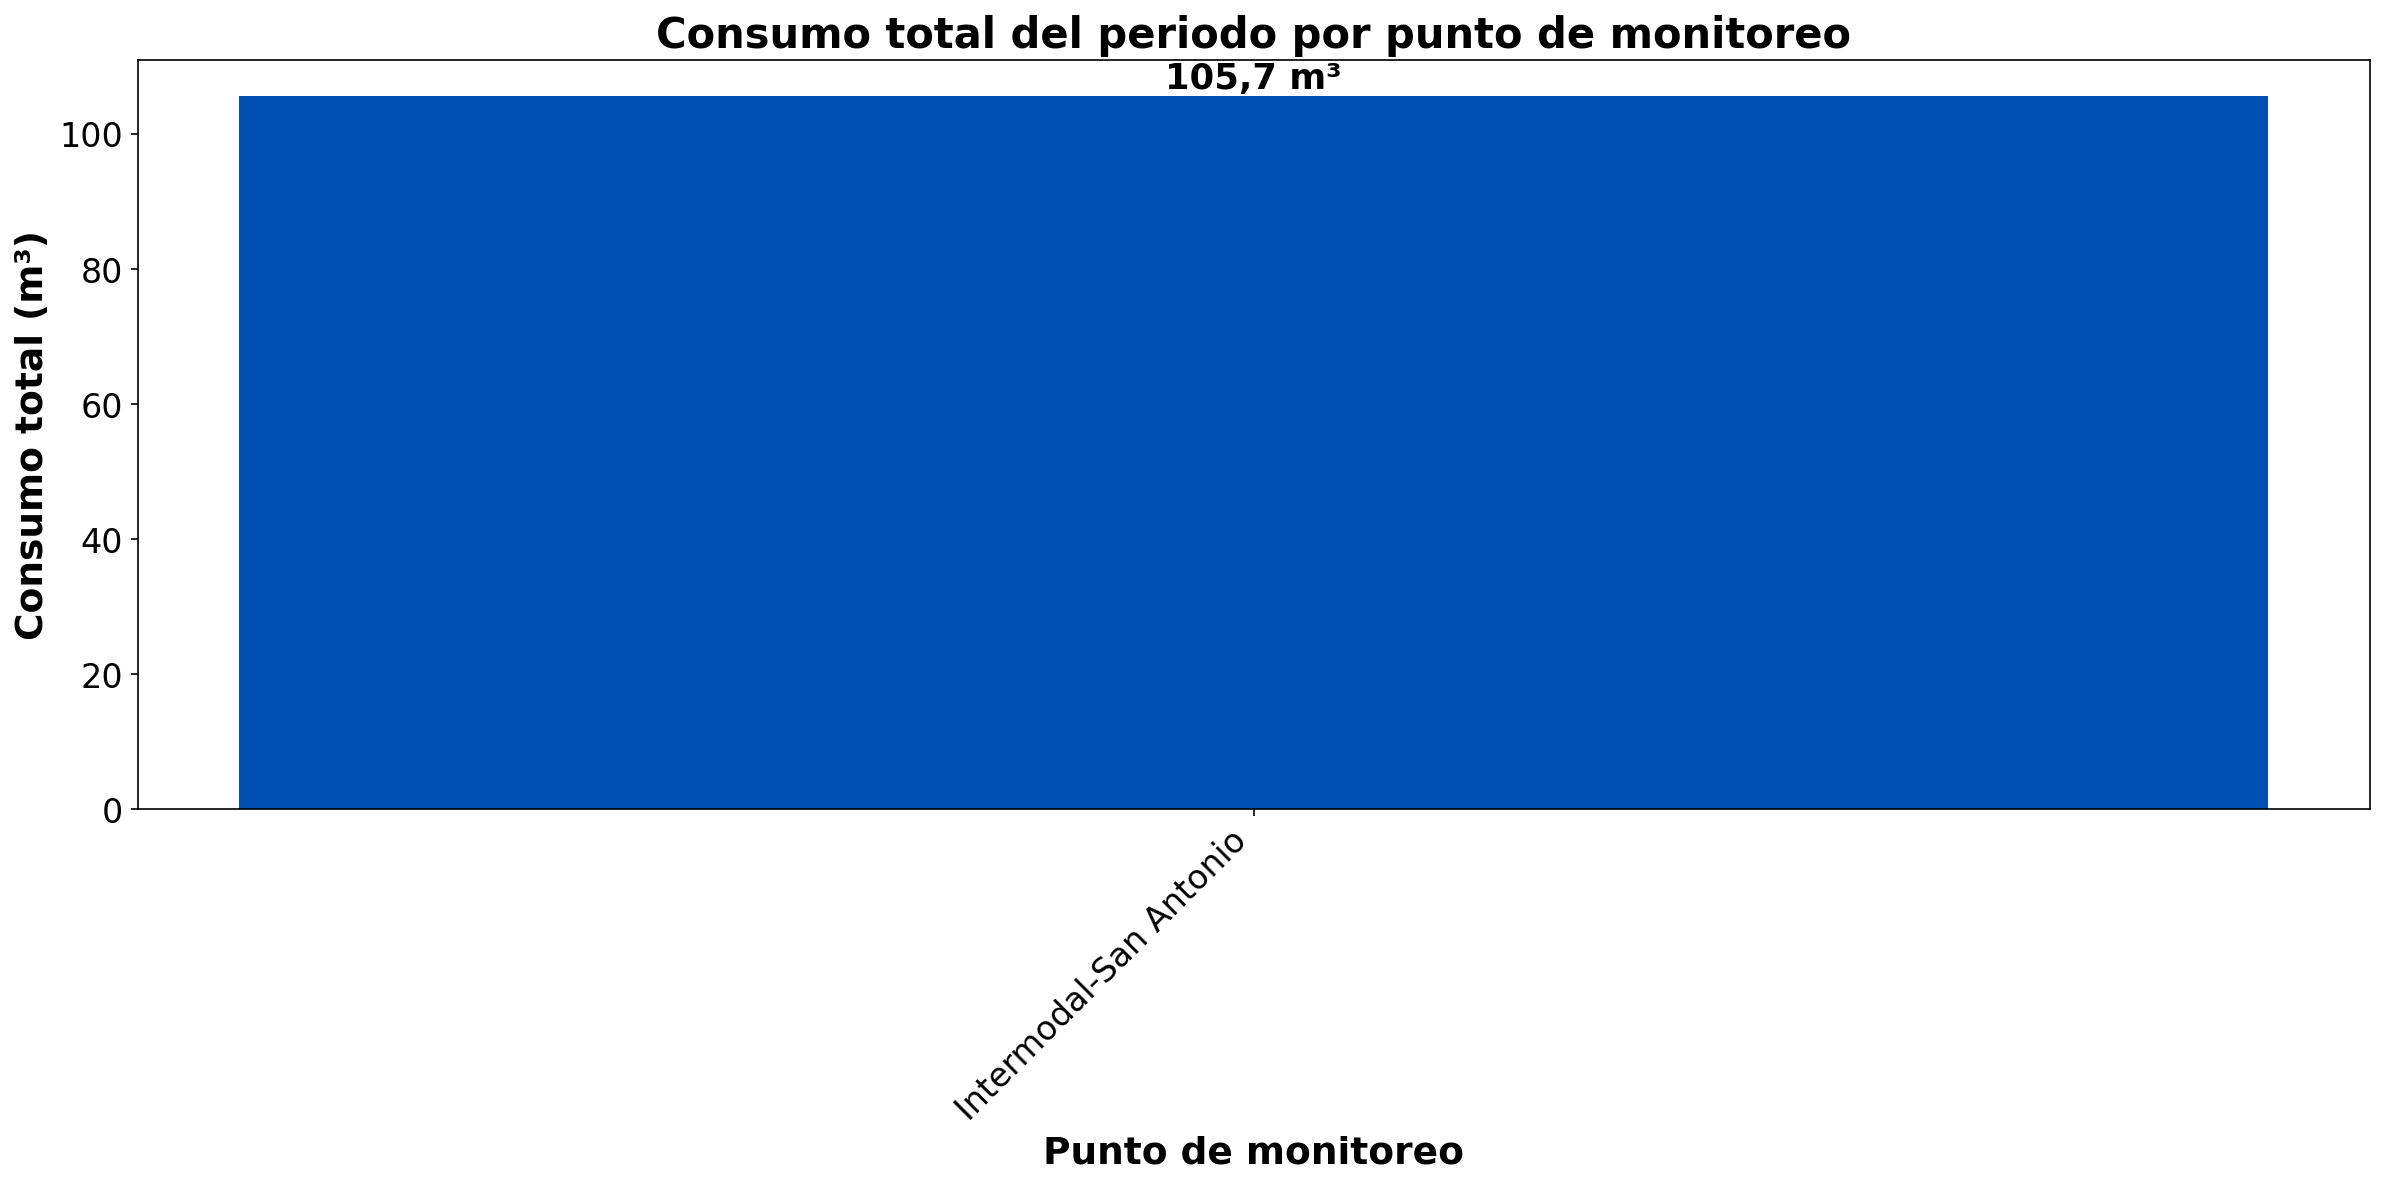 Consumo total del periodo por punto de monitoreo
105,7 m³
Consumo total (m³)
100
80
60
40
20
0
Intermodal-San Antonio
Punto de monitoreo